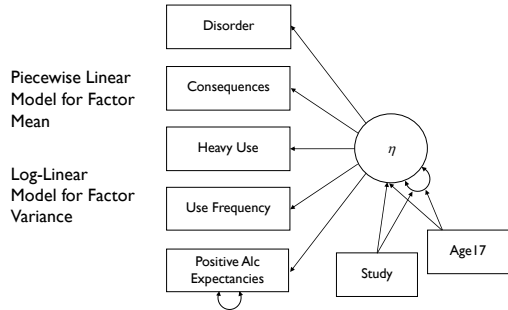 Disorder
Piecewise Linear
Model for Factor
Mean
Consequences
Heavy Use
η
Log-Linear
Model for Factor
Variance
Use Frequency
Positive Alc
Expectancies
Study
Age17